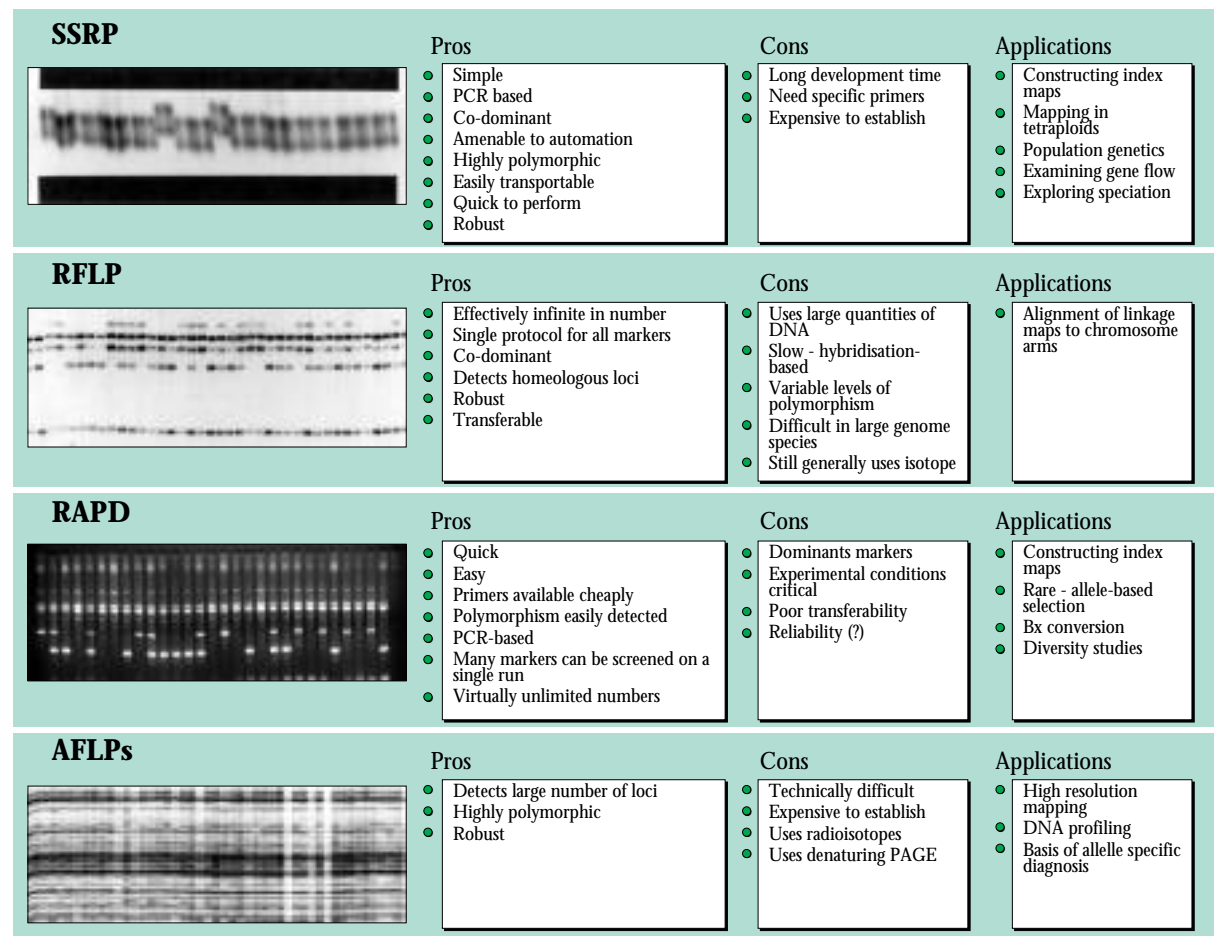 SSRP
Pros
Simple
PCR based
Co-dominant
Amenable to automation
Highly polymorphic
Easily transportable
Quick to perform
Robust
Cons
Long development time
Need specific primers
Expensive to establish
Applications
Constructing index
maps
Mapping in
tetraploids
Population genetics
Examining gene flow
Exploring speciation
RFLP
Pros
Effectively infinite in number
Single protocol for all markers
Co-dominant
Detects homeologous loci
Robust
Transferable
Cons
Uses large quantities of
DNA
Slow - hybridisation-
based
Variable levels of
polymorphism
Difficult in large genome
species
Still generally uses isotope
Applications
Alignment of linkage
maps to chromosome
arms
RAPD
Pros
Quick
Easy
Primers available cheaply
Polymorphism easily detected
PCR-based
Many markers can be screened on a
single run
Virtually unlimited numbers
Cons
Dominants markers
Experimental conditions
critical
Poor transferability
Reliability (?)
Applications
Constructing index
maps
Rare - allele-based
selection
Bx conversion
Diversity studies
AFLPs
Pros
Detects large number of loci
Highly polymorphic
Robust
Cons
Technically difficult
Expensive to establish
Uses radioisotopes
Uses denaturing PAGE
Applications
High resolution
mapping
DNA profiling
Basis of allelle specific
diagnosis